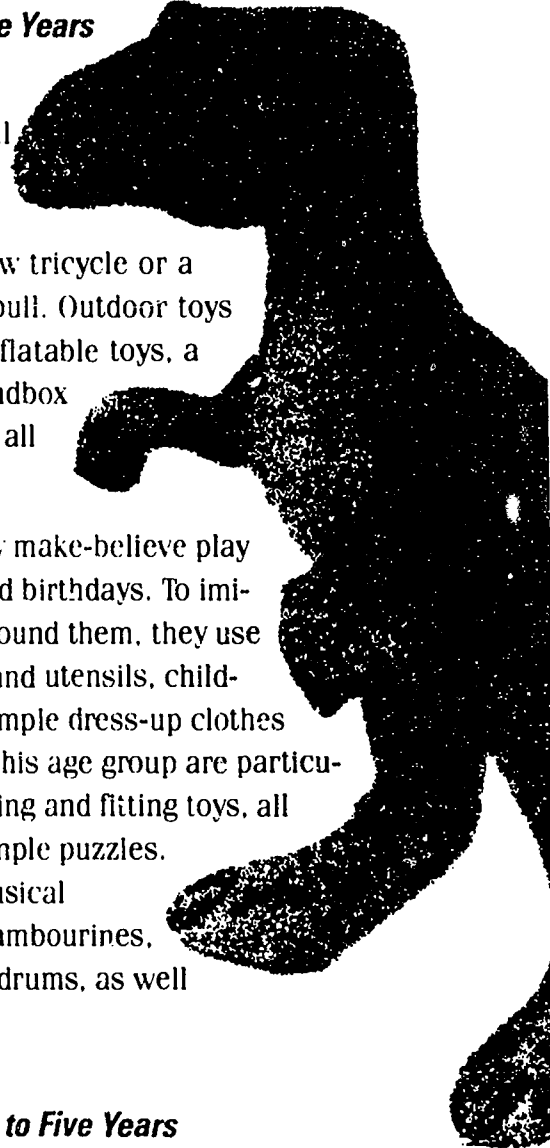 e Years
l
w tricycle or a
pull. Outdoor toys
flatable toys, a
ndbox
all
make-believe play
d birthdays. To imi-
ound them, they use
and utensils, child-
mple dress-up clothes
his age group are particu-
ing and fitting toys, all
nple puzzles.
usical
ambourines,
drums, as well
to Five Years